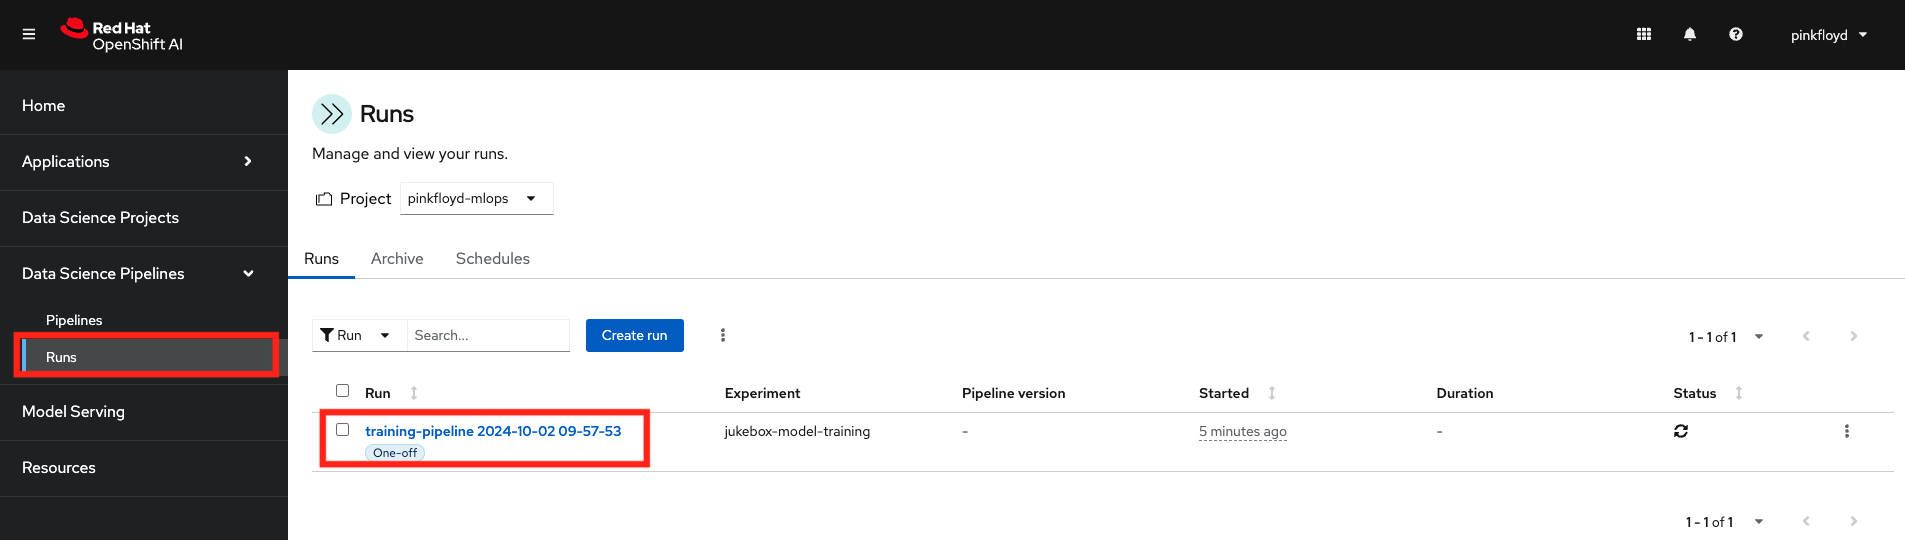 Red Hat
OpenShift AI
pinkfloyd
Home
Applications
Data Science Projects
Data Science Pipelines
Pipelines
Runs
Model Serving
Resources
Runs
Manage and view your runs.
Project pinkfloyd-mlops
Runs Archive Schedules
Run Search... Create run 1 - 1 of 1
Run Experiment Pipeline version Started Duration Status
training-pipeline 2024-10-02 09-57-53 jukebox-model-training - 5 minutes ago -
One-off
1 - 1 of 1